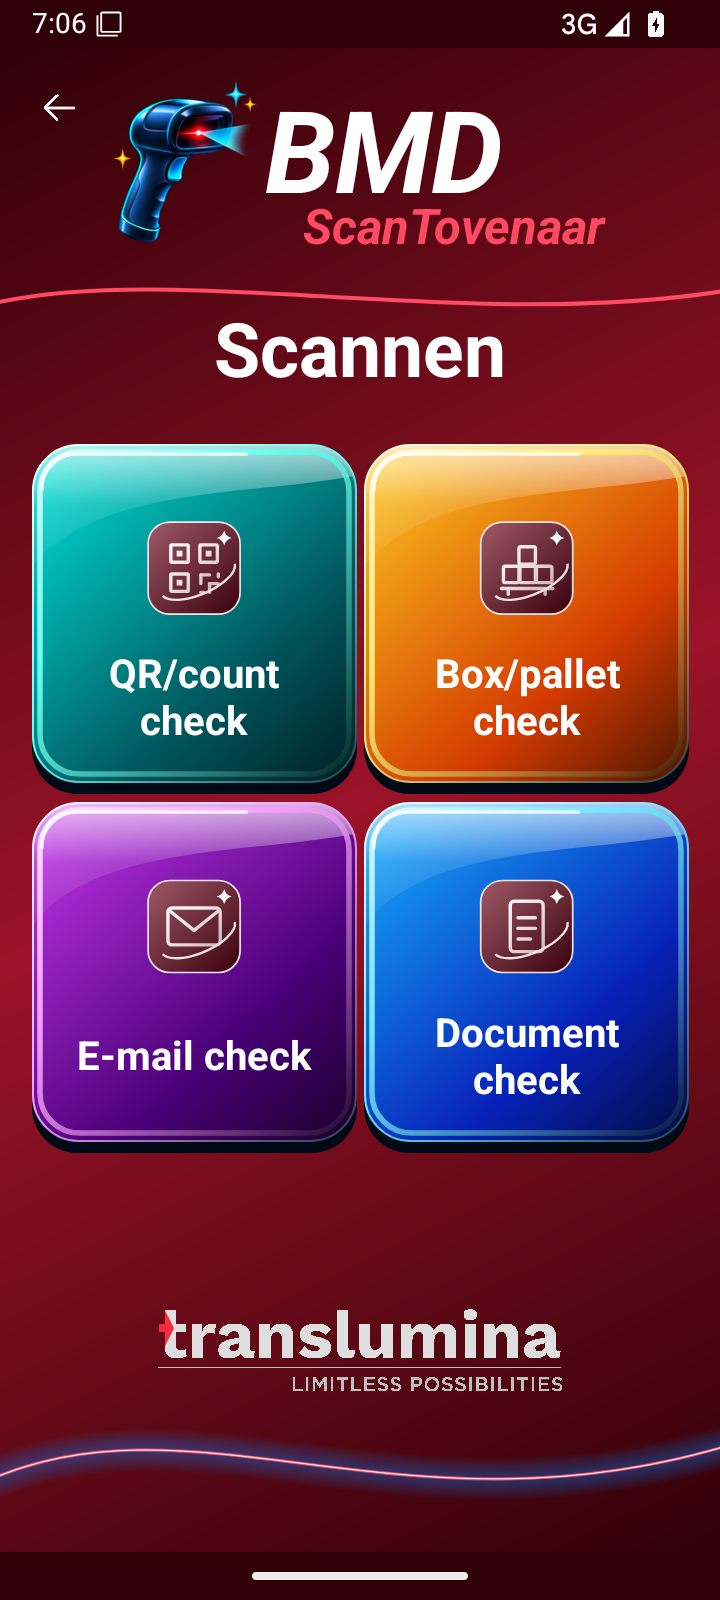 7:06
3G
BMD
ScanTovenaar
Scannen
QR/count
check
Box/pallet
check
E-mail check
Document
check
translumina
LIMITLESS POSSIBILITIES